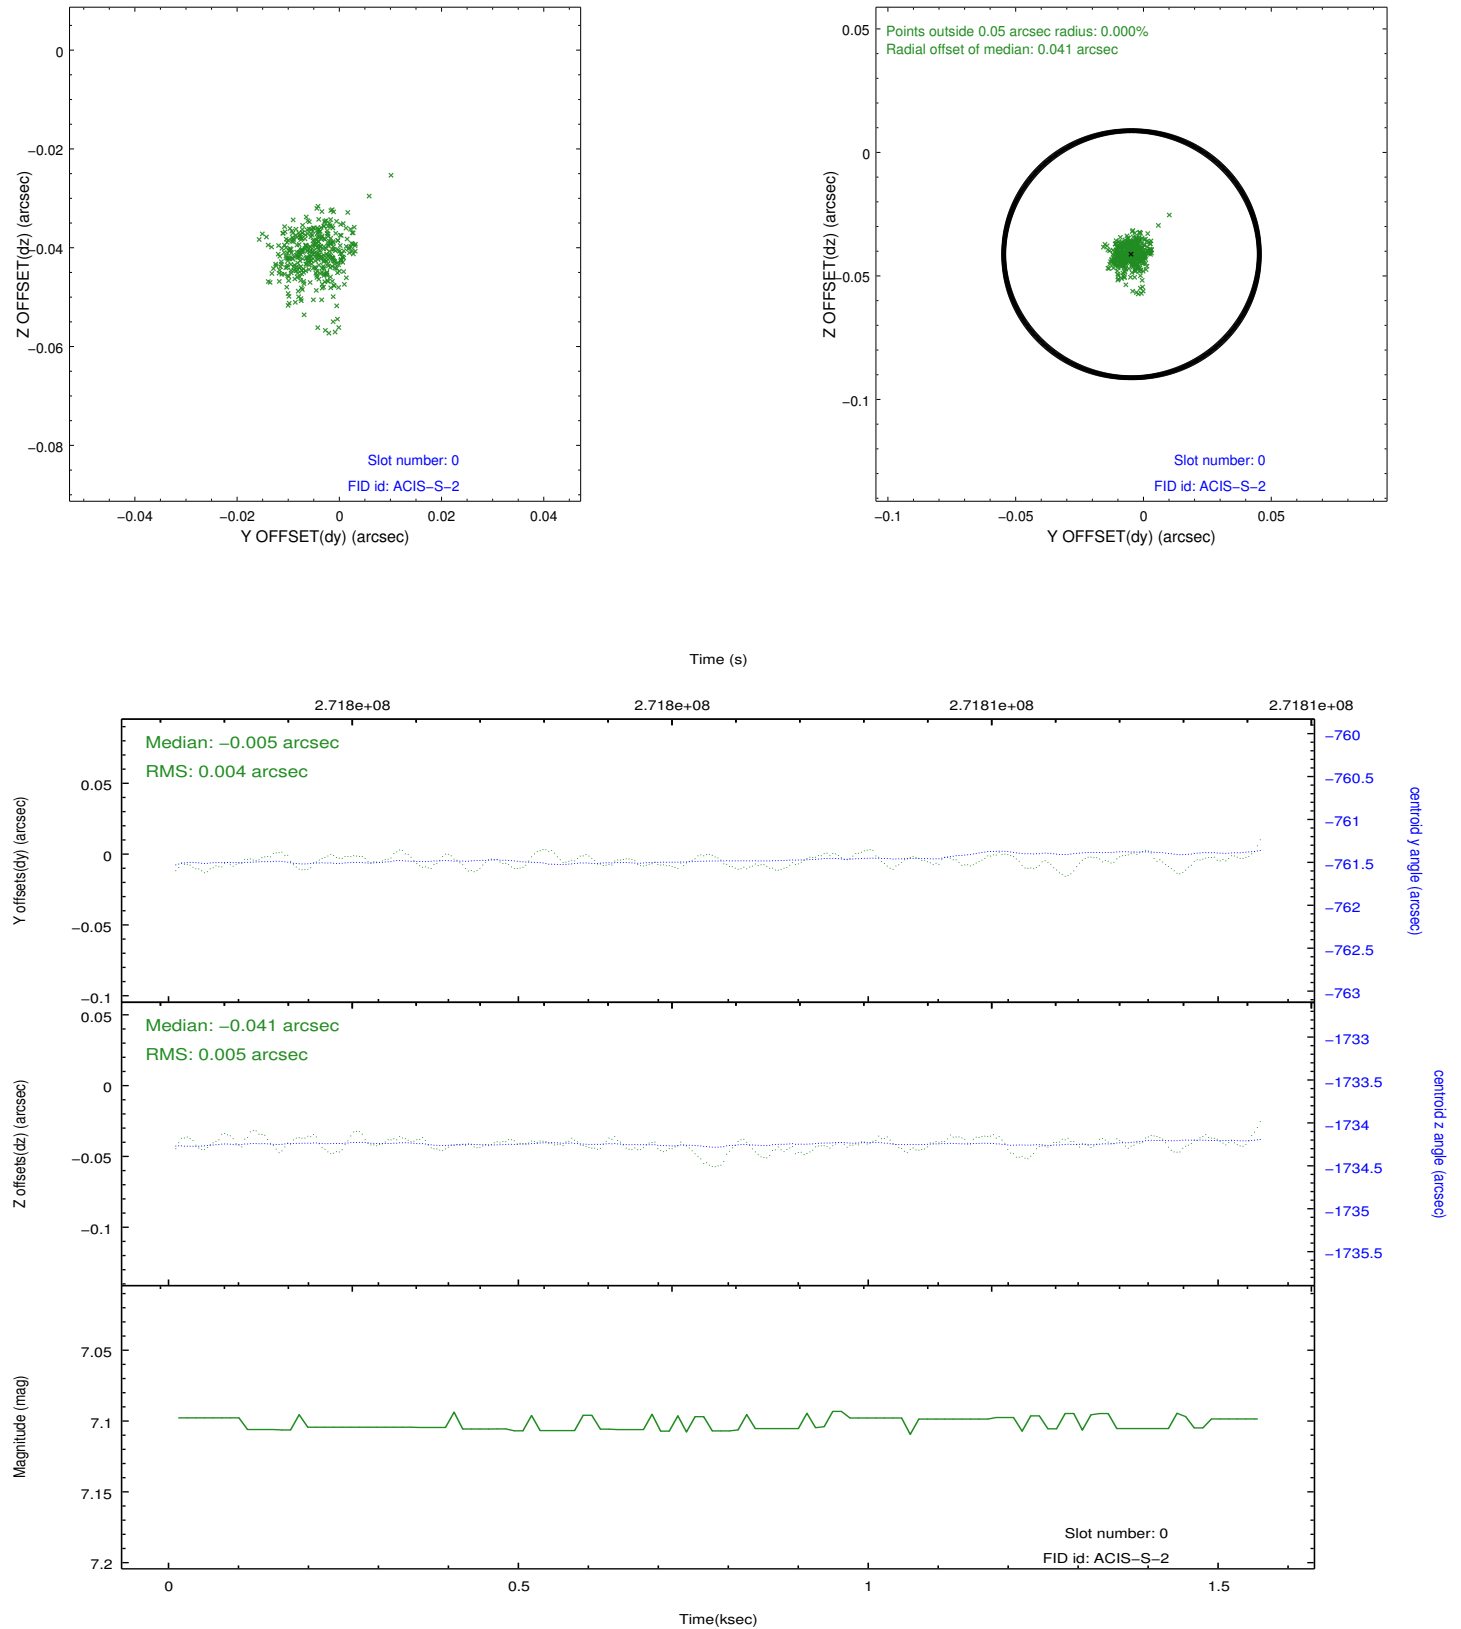 0
−0.02
−0.04
−0.06
−0.08
Z OFFSET(dz) (arcsec)
Slot number: 0
FID id: ACIS−S−2
−0.04
−0.02
0
0.02
0.04
Y OFFSET(dy) (arcsec)
Points outside 0.05 arcsec radius: 0.000%
Radial offset of median: 0.041 arcsec
0.05
0
−0.05
−0.1
Z OFFSET(dz) (arcsec)
Slot number: 0
FID id: ACIS−S−2
−0.1
−0.05
0
0.05
Y OFFSET(dy) (arcsec)
Time (s)
2.718e+08
2.718e+08
2.7181e+08
2.7181e+08
Median: −0.005 arcsec
RMS: 0.004 arcsec
0.05
0
−0.05
−0.1
Y offsets(dy) (arcsec)
−760
−760.5
−761
−761.5
−762
−762.5
−763
centroid y angle (arcsec)
Median: −0.041 arcsec
RMS: 0.005 arcsec
0.05
0
−0.05
−0.1
Z offsets(dz) (arcsec)
−1733
−1733.5
−1734
−1734.5
−1735
−1735.5
centroid z angle (arcsec)
7.05
7.1
7.15
7.2
Magnitude (mag)
Slot number: 0
FID id: ACIS−S−2
0
0.5
1
1.5
Time(ksec)